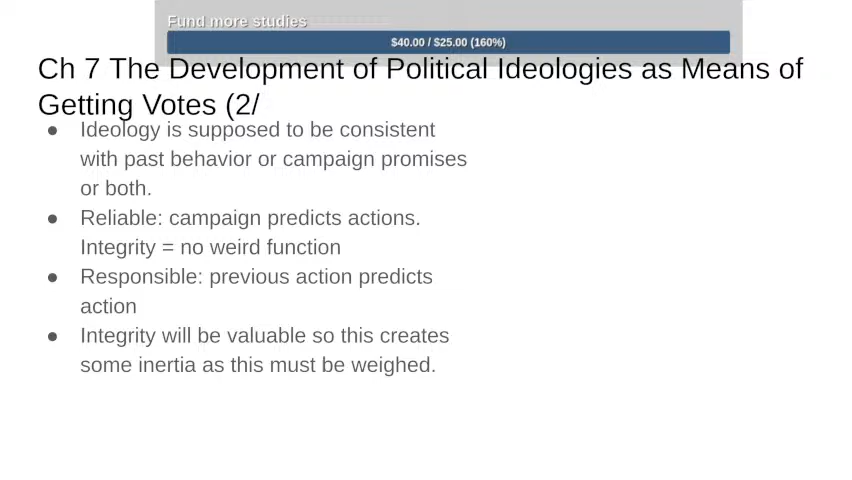 Fund more studies
$40.00 / $25.00 (160%)
Ch 7 The Development of Political Ideologies as Means of
Getting Votes (2/
● Ideology is supposed to be consistent
with past behavior or campaign promises
or both.
● Reliable: campaign predicts actions.
Integrity = no weird function
● Responsible: previous action predicts
action
● Integrity will be valuable so this creates
some inertia as this must be weighed.